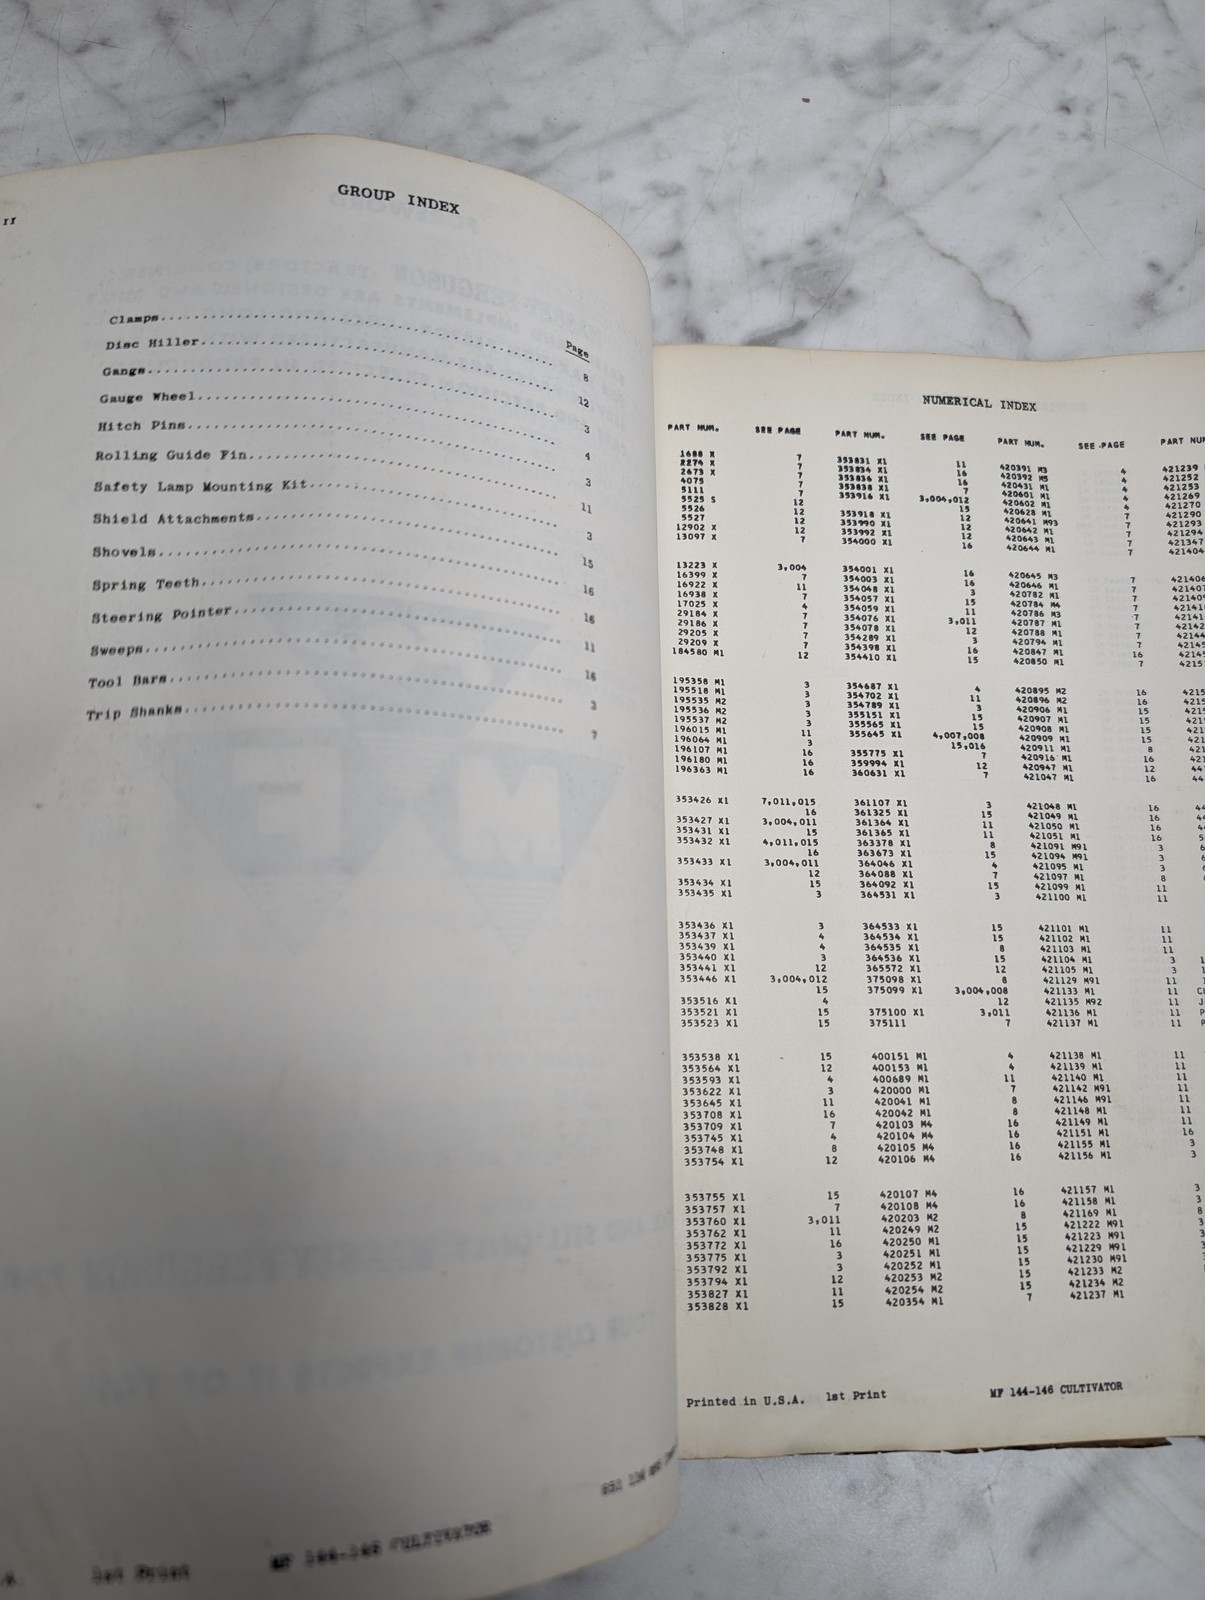 II
GROUP INDEX
Page
Clamps 8
Disc Hiller 12
Gangs 3
Gauge Wheel 4
Hitch Pins 3
Rolling Guide Fin 11
Safety Lamp Mounting Kit 3
Shield Attachments 15
Shovels 16
Spring Teeth 16
Steering Pointer 11
Sweeps 16
Tool Bars 3
Trip Shanks 7
1st Print MF 144-146 CULTIVATOR
NUMERICAL INDEX
PART NUM. SEE PAGE PART NUM. SEE PAGE PART NUM. SEE PAGE PART NUM
1688 X 7 353831 X1 11 420391 M3 4 421239
2274 X 7 353834 X1 16 420392 M5 4 421252
2673 X 7 353836 X1 16 420431 M1 4 421253
4075 7 353838 X1 7 420601 M1 4 421269
5111 7 353916 X1 3,004,012 420602 M1 4 421270
5525 S 12 15 420628 M1 7 421290
5526 12 353918 X1 12 420641 M93 7 421293
5527 12 353990 X1 12 420642 M1 7 421294
12902 X 12 353992 X1 12 420643 M1 7 421347
13097 X 7 354000 X1 16 420644 M1 7 421404
13223 X 3,004 354001 X1 16 420645 M3 7 421406
16399 X 7 354003 X1 16 420646 M1 7 421407
16922 X 11 354048 X1 3 420782 M1 7 421409
16938 X 7 354057 X1 15 420784 M4 7
17025 X 4 354059 X1 11 420786 M3 7
29184 X 7 354076 X1 3,011 420787 M1 7
29186 X 7 354078 X1 12 420788 M1 7
29205 X 7 354289 X1 3 420794 M1 7
29209 X 7 354398 X1 16 420847 M1 16
184580 M1 12 354410 X1 15 420850 M1 7
195358 M1 3 354687 X1 4 420895 M2 16
195518 M1 3 354702 X1 11 420896 M2 16
195535 M2 3 354789 X1 3 420906 M1 15
195536 M2 3 355151 X1 15 420907 M1 15
195537 M2 3 355565 X1 15 420908 M1 15
196015 M1 11 355645 X1 4,007,008 420909 M1 15
196064 M1 3 15,016 420911 M1 8
196107 M1 16 355775 X1 7 420916 M1 16
196180 M1 16 359994 X1 12 420947 M1 12
196363 M1 16 360631 X1 7 421047 M1 16
353426 X1 7,011,015 361107 X1 3 421048 M1 16
16 361325 X1 15 421049 M1 16
353427 X1 3,004,011 361364 X1 11 421050 M1 16
353431 X1 15 361365 X1 11 421051 M1 16
353432 X1 4,011,015 363378 X1 8 421091 M91 3
16 363673 X1 15 421094 M91 3
353433 X1 3,004,011 364046 X1 4 421095 M1 3
12 364088 X1 7 421097 M1 8
353434 X1 15 364092 X1 15 421099 M1 11
353435 X1 3 364531 X1 3 421100 M1 11
353436 X1 3 364533 X1 15 421101 M1 11
353437 X1 4 364534 X1 15 421102 M1 11
353439 X1 4 364535 X1 8 421103 M1 11
353440 X1 3 364536 X1 15 421104 M1 3
353441 X1 12 365572 X1 12 421105 M1 3
353446 X1 3,004,012 375098 X1 8 421129 M91 11
15 375099 X1 3,004,008 421133 M1 11
353516 X1 4 12 421135 M92 11
353521 X1 15 375100 X1 3,011 421136 M1 11
353523 X1 15 375111 7 421137 M1 11
353538 X1 15 400151 M1 4 421138 M1 11
353564 X1 12 400153 M1 4 421139 M1 11
353593 X1 4 400689 M1 11 421140 M1 11
353622 X1 3 420000 M1 7 421142 M91 11
353645 X1 11 420041 M1 8 421146 M91 11
353708 X1 16 420042 M1 8 421148 M1 11
353709 X1 7 420103 M4 16 421149 M1 11
353745 X1 4 420104 M4 16 421151 M1 16
353748 X1 8 420105 M4 16 421155 M1 3
353754 X1 12 420106 M4 16 421156 M1 3
353755 X1 15 420107 M4 16 421157 M1 3
353757 X1 7 420108 M4 16 421158 M1 3
353760 X1 3,011 420203 M2 8 421169 M1 8
353762 X1 11 420249 M2 15 421222 M91 3
353772 X1 16 420250 M1 15 421223 M91 3
353775 X1 3 420251 M1 15 421229 M91 3
353792 X1 3 420252 M1 15 421230 M91
353794 X1 12 420253 M2 15 421233 M2
353827 X1 11 420254 M2 15 421234 M2
353828 X1 15 420354 M1 7 421237 M1
Printed in U.S.A. 1st Print MF 144-146 CULTIVATOR